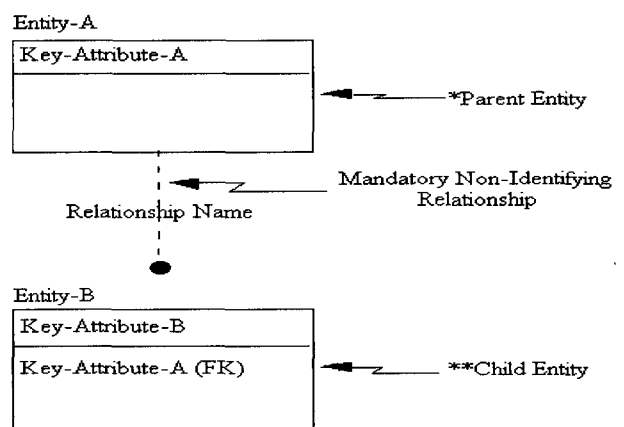 Entity-A
Key-Attribute-A
*Parent Entity
Mandatory Non-Identifying
Relationship
Relationship Name
Entity-B
Key-Attribute-B
Key-Attribute-A (FK)
**Child Entity